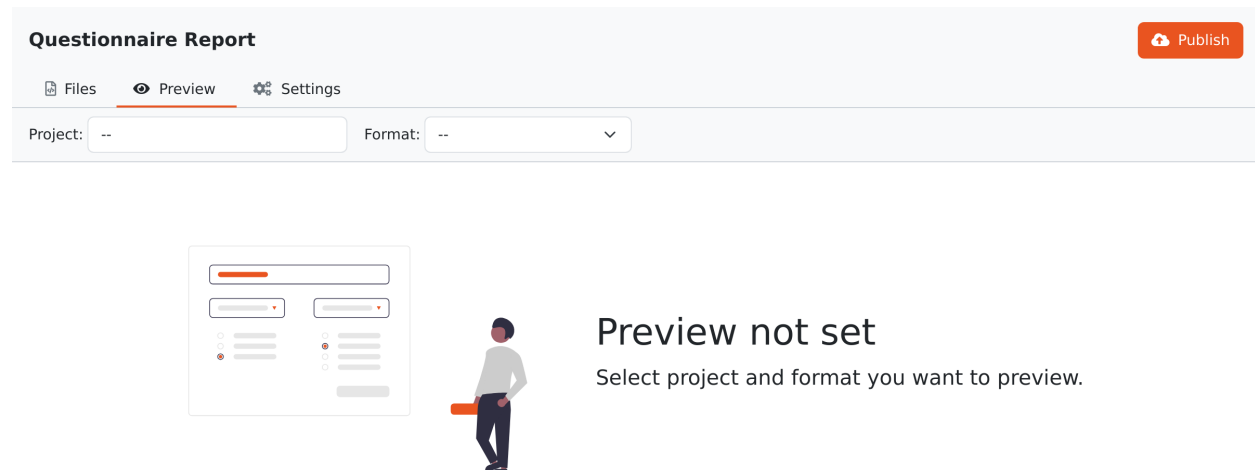 Questionnaire Report
Publish
Files Preview Settings
Project: -- Format: --
Preview not set
Select project and format you want to preview.